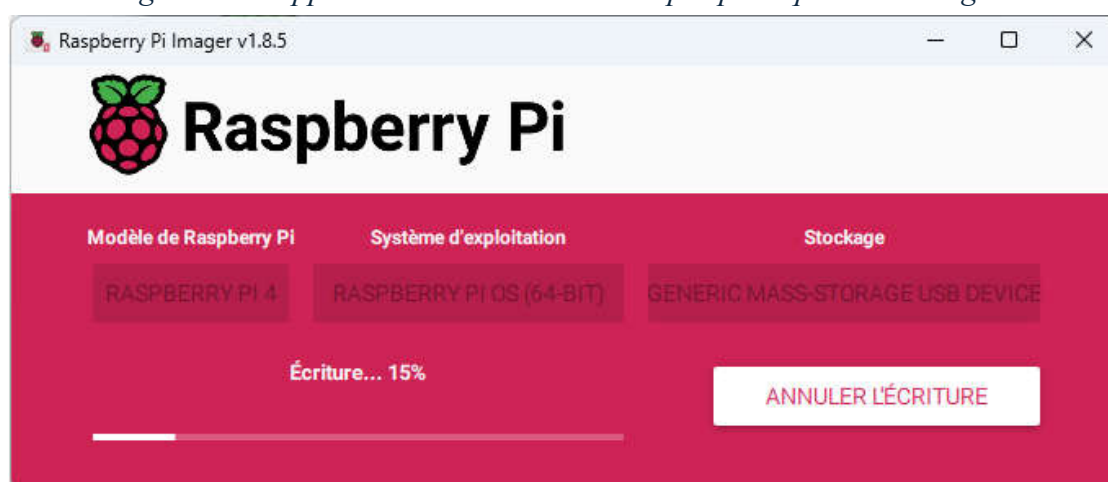 Raspberry Pi Imager v1.8.5
Raspberry Pi
Modèle de Raspberry Pi Système d'exploitation Stockage
RASPBERRY PI 4 RASPBERRY PI OS (64-BIT) GENERIC MASS-STORAGE USB DEVICE
Écriture... 15%
ANNULER L'ÉCRITURE